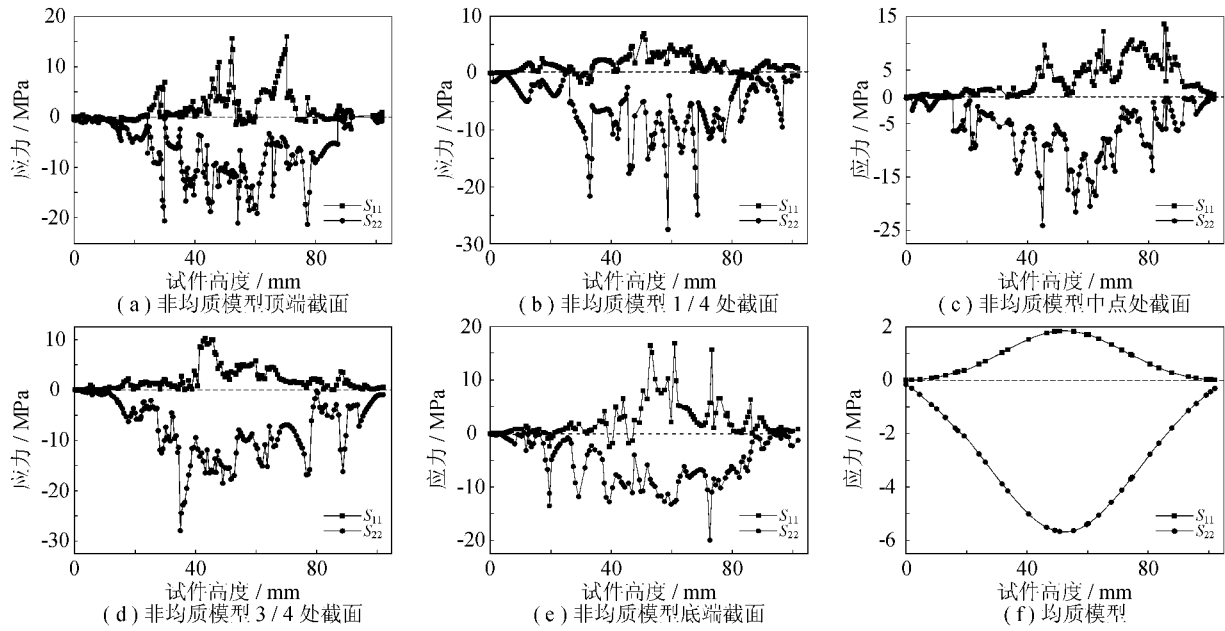 20
10
0
-10
-20
应力 / MPa
S11
S22
0 40 80
试件高度 / mm
( a ) 非均质模型顶端截面
10
0
-10
-20
-30
应力 / MPa
S11
S22
0 40 80
试件高度 / mm
( b ) 非均质模型 1 / 4 处截面
15
5
-5
-15
-25
应力 / MPa
S11
S22
0 40 80
试件高度 / mm
( c ) 非均质模型中点处截面
10
0
-10
-20
-30
应力 / MPa
S11
S22
0 40 80
试件高度 / mm
( d ) 非均质模型 3 / 4 处截面
20
10
0
-10
-20
应力 / MPa
S11
S22
0 40 80
试件高度 / mm
( e ) 非均质模型底端截面
2
0
-2
-4
-6
应力 / MPa
S11
S22
0 40 80
试件高度 / mm
( f ) 均质模型